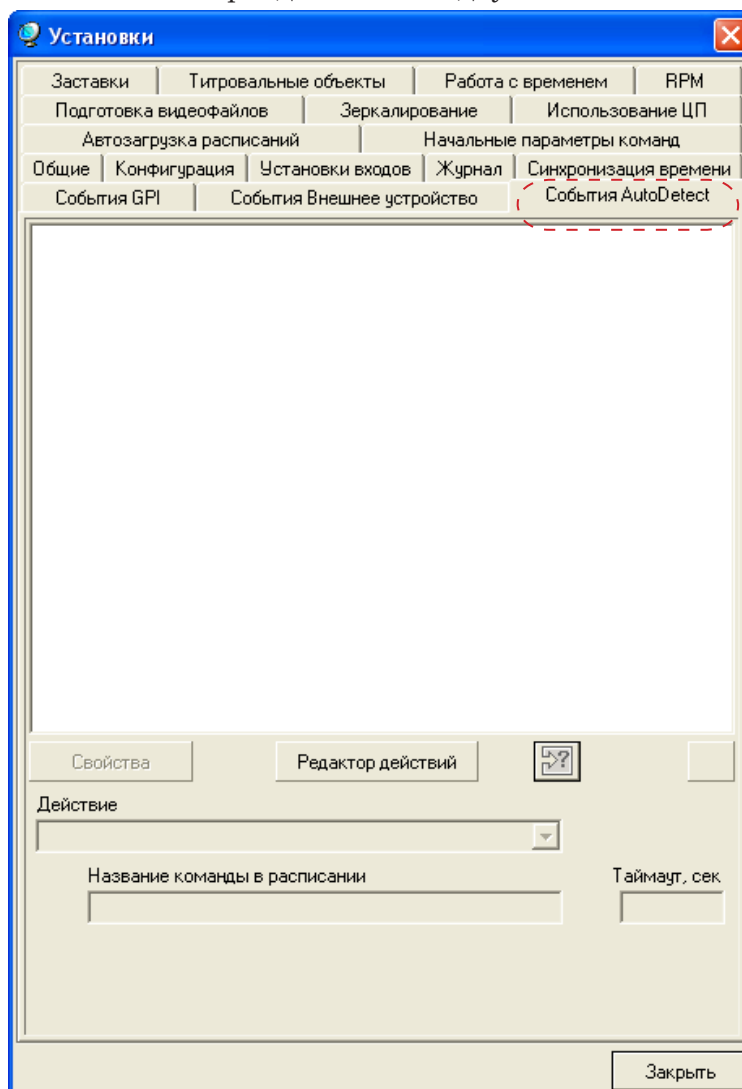 Установки
Заставки Титровальные объекты Работа с временем RPM
Подготовка видеофайлов Зеркалирование Использование ЦП
Автозагрузка расписаний Начальные параметры команд
Общие Конфигурация Установки входов Журнал Синхронизация времени
События GPI События Внешнее устройство События AutoDetect
Свойства Редактор действий ?
Действие
Название команды в расписании Таймаут, сек
Закрыть